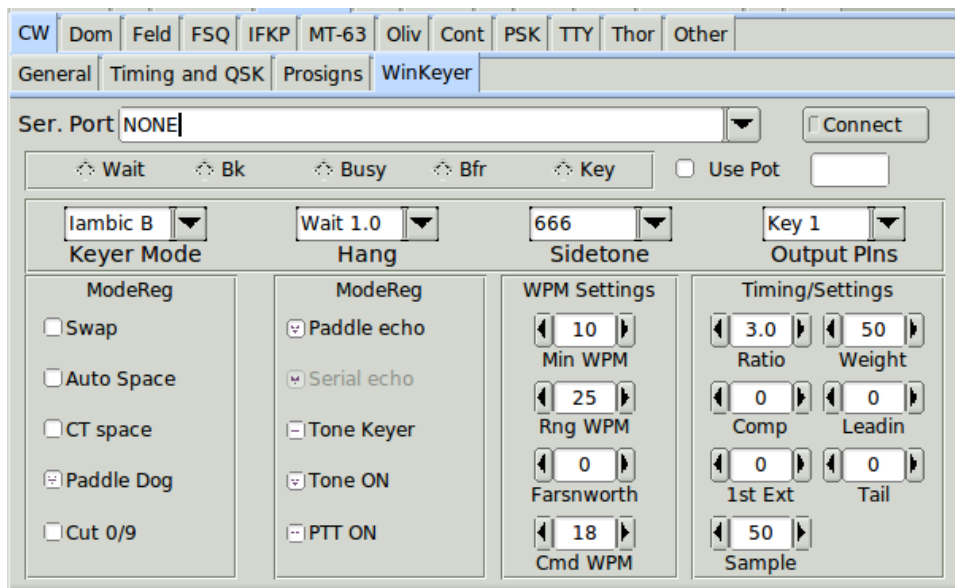 CW Dom Feld FSQ IFKP MT-63 Oliv Cont PSK TTY Thor Other
General Timing and QSK Prosigns WinKeyer
Ser. Port NONE Connect
Wait Bk Busy Bfr Key Use Pot
Iambic B Wait 1.0 666 Key 1
Keyer Mode Hang Sidetone Output PIns
ModeReg ModeReg WPM Settings Timing/Settings
Swap Paddle echo 10 3.0 50
Min WPM Ratio Weight
Auto Space Serial echo 25 0 0
CT space Tone Keyer Rng WPM Comp Leadin
Paddle Dog Tone ON 0 0 0
Farsnworth 1st Ext Tail
Cut 0/9 PTT ON 18 50
Cmd WPM Sample